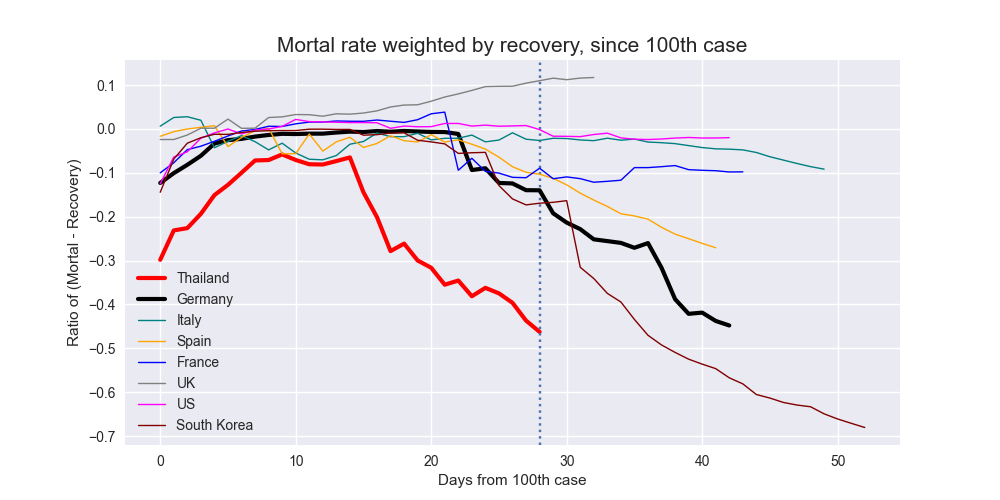 Mortal rate weighted by recovery, since 100th case
Ratio of (Mortal - Recovery)
0.1
0.0
−0.1
−0.2
−0.3
−0.4
−0.5
−0.6
−0.7
Thailand
Germany
Italy
Spain
France
UK
US
South Korea
0 10 20 30 40 50
Days from 100th case